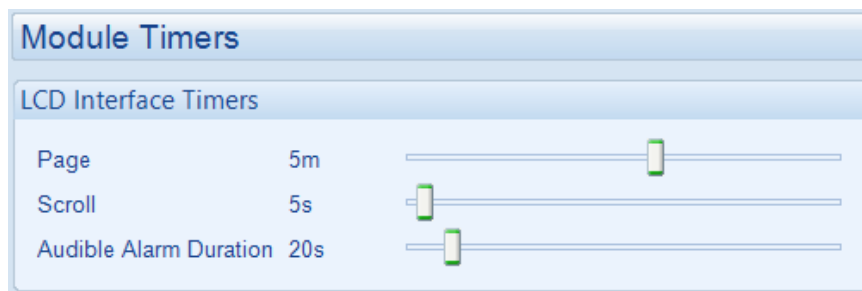 Module Timers
LCD Interface Timers
Page 5m
Scroll 5s
Audible Alarm Duration 20s